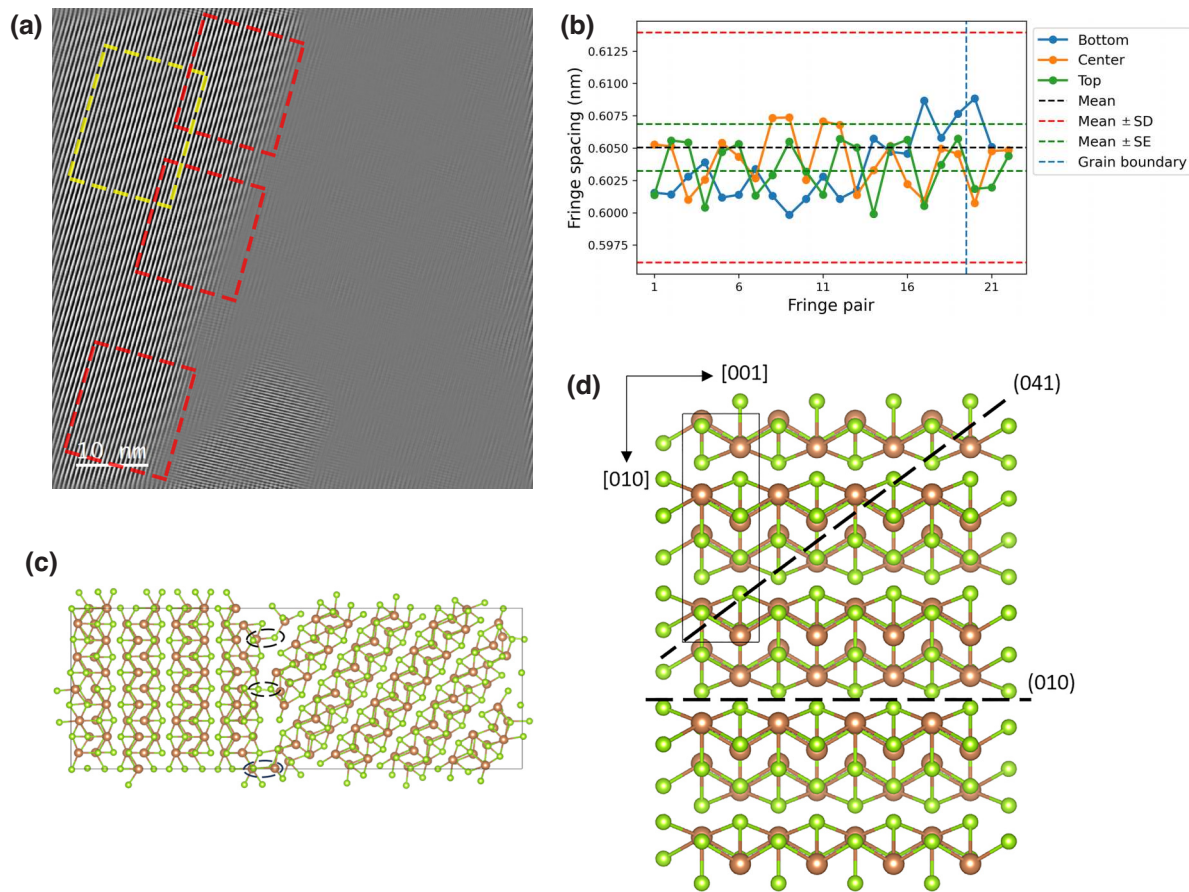 (a)
10 nm
(b)
0.6125
0.6100
0.6075
0.6050
0.6025
0.6000
0.5975
Fringe spacing (nm)
1 6 11 16 21
Fringe pair
Bottom
Center
Top
Mean
Mean ± SD
Mean ± SE
Grain boundary
(c)
(d)
[001]
[010]
(041)
(010)